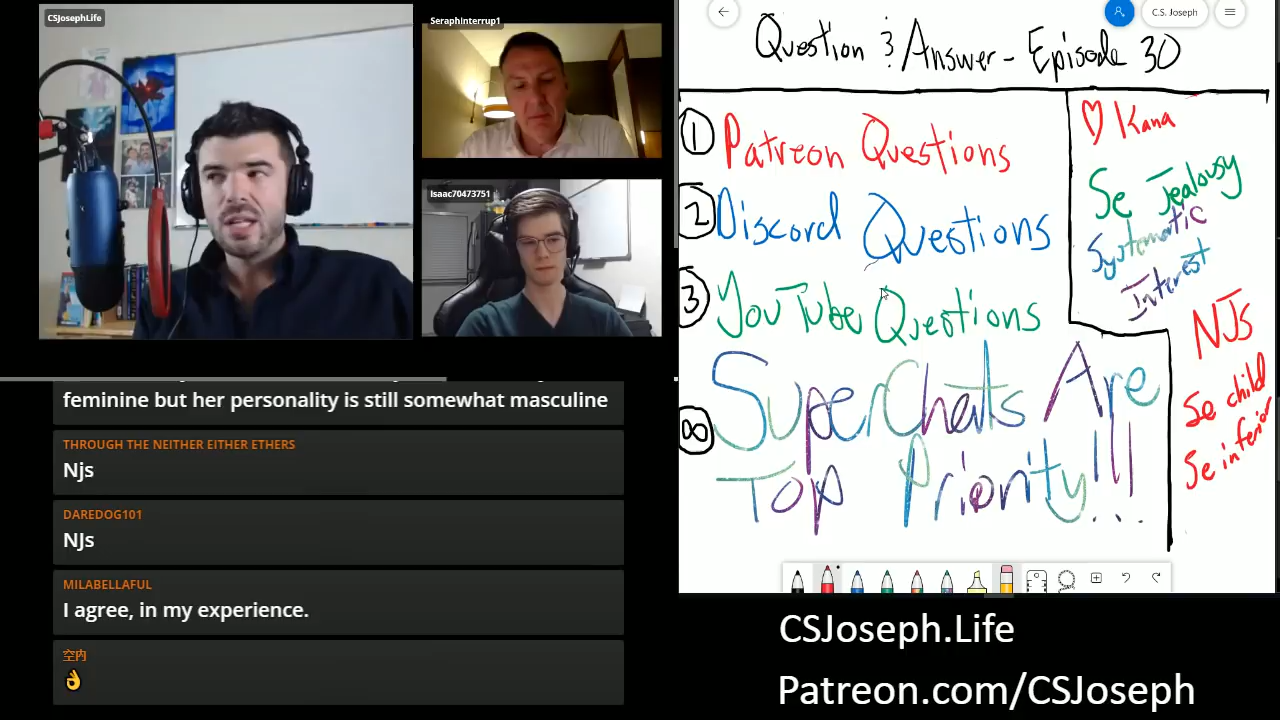 CSJosephLife
SeraphInterrup1
Isaac70473751
feminine but her personality is still somewhat masculine
THROUGH THE NEITHER EITHER ETHERS
Njs
DAREDOG101
NJs
MILABELLAFUL
I agree, in my experience.
空内
👌
C.S. Joseph
Question & Answer - Episode 30
1 Patreon Questions
2 Discord Questions
3 YouTube Questions
∞ SuperChats Are
Top Priority!!!
♡ Kana
Se Jealousy
Systematic
Interest
NJs
Se child
Se inferior
CSJoseph.Life
Patreon.com/CSJoseph